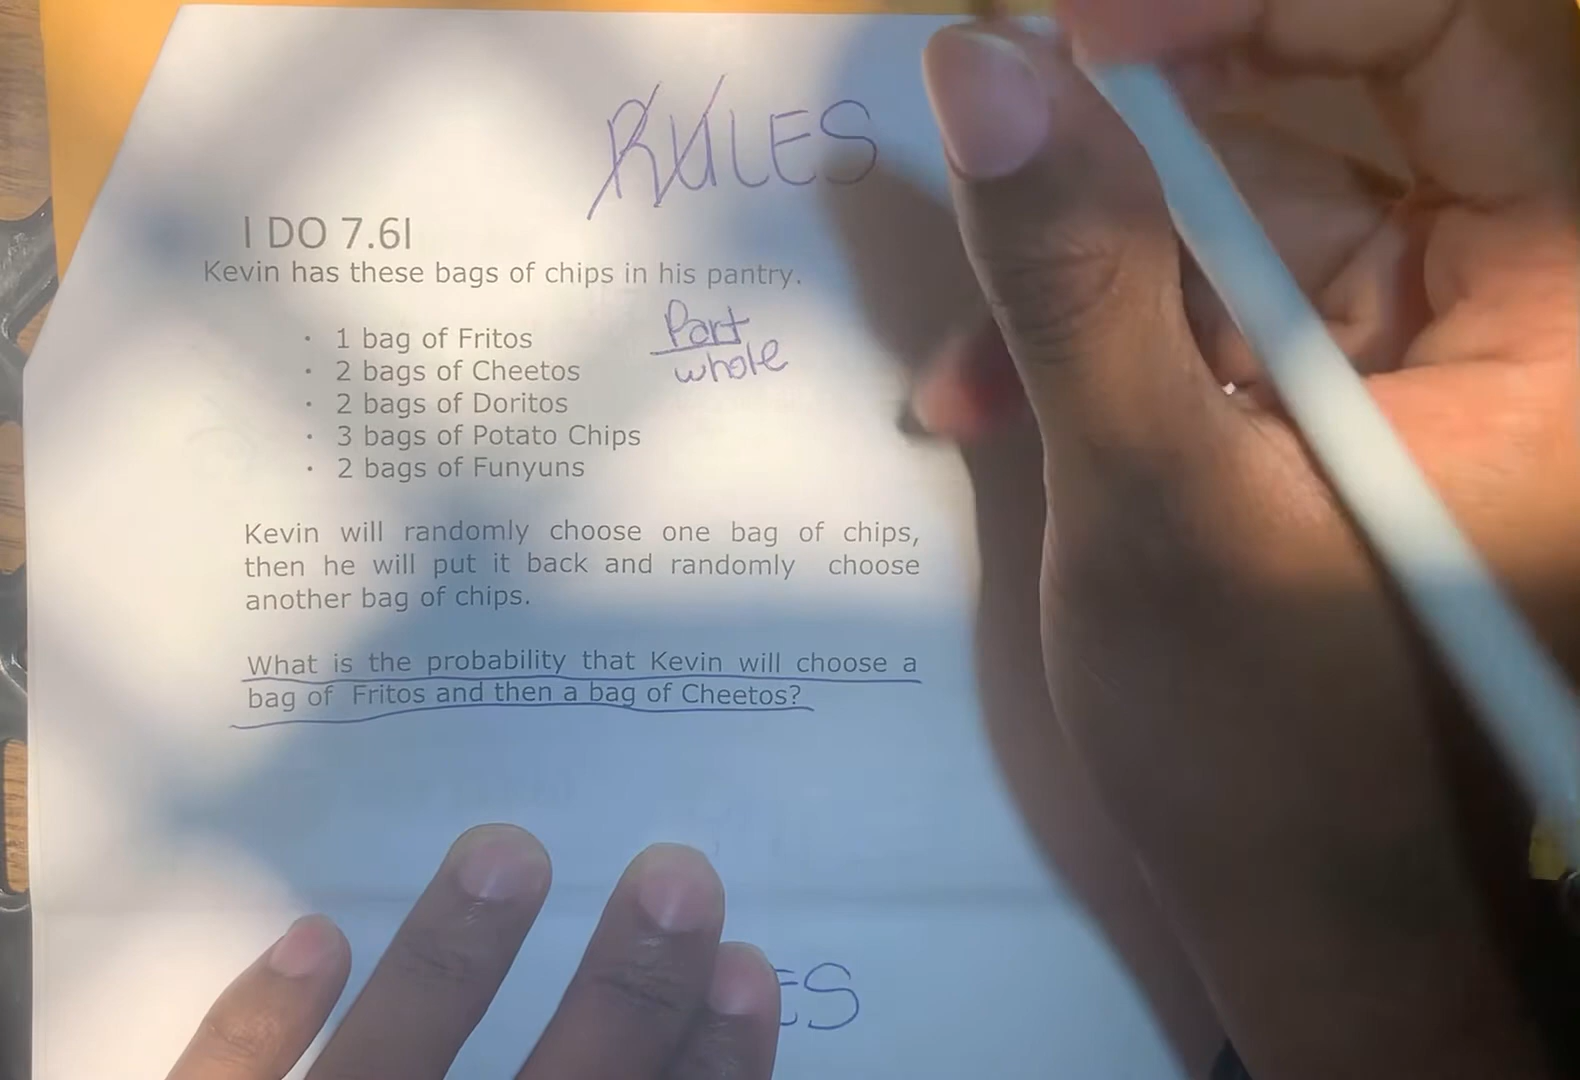 RULES
I DO 7.6I
Kevin has these bags of chips in his pantry.
Part
whole
· 1 bag of Fritos
· 2 bags of Cheetos
· 2 bags of Doritos
· 3 bags of Potato Chips
· 2 bags of Funyuns
Kevin will randomly choose one bag of chips,
then he will put it back and randomly choose
another bag of chips.
What is the probability that Kevin will choose a
bag of Fritos and then a bag of Cheetos?
ES